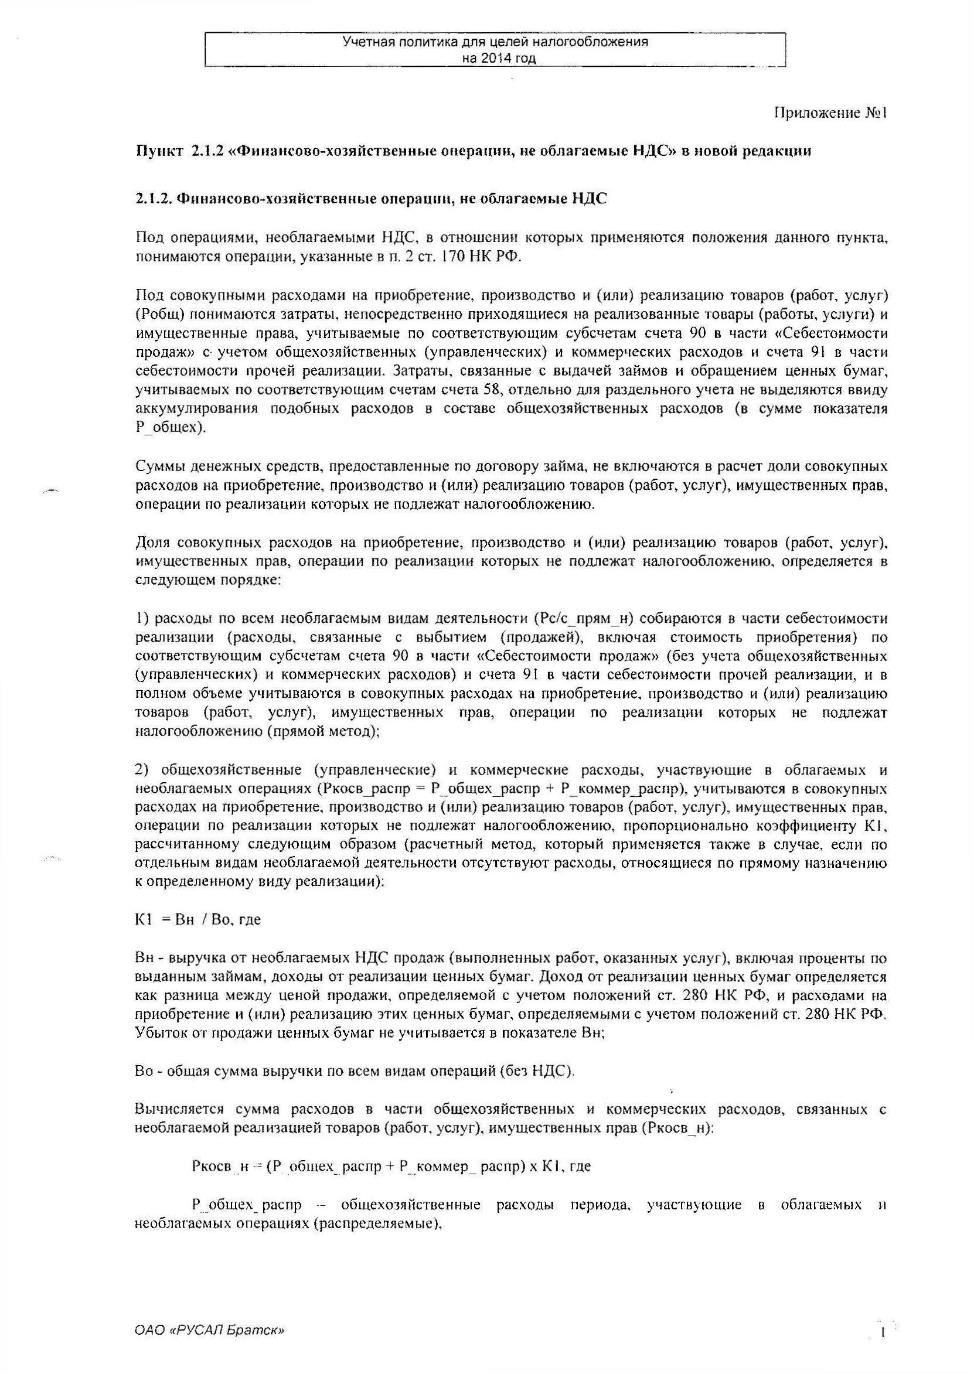 Учетная политика для целей налогообложения
на 2014 год
Приложение №1
Пункт 2.1.2 «Финансово-хозяйственные операции, не облагаемые НДС» в новой редакции
2.1.2. Финансово-хозяйственные операции, не облагаемые НДС
Под операциями, необлагаемыми НДС, в отношении которых применяются положения данного пункта,
понимаются операции, указанные в п. 2 ст. 170 НК РФ.
Под совокупными расходами на приобретение, производство и (или) реализацию товаров (работ, услуг)
(Робщ) понимаются затраты, непосредственно приходящиеся на реализованные товары (работы, услуги) и
имущественные права, учитываемые по соответствующим субсчетам счета 90 в части «Себестоимости
продаж» с учетом общехозяйственных (управленческих) и коммерческих расходов и счета 91 в части
себестоимости прочей реализации. Затраты, связанные с выдачей займов и обращением ценных бумаг,
учитываемых по соответствующим счетам счета 58, отдельно для раздельного учета не выделяются ввиду
аккумулирования подобных расходов в составе общехозяйственных расходов (в сумме показателя
Р_общех).
Суммы денежных средств, предоставленные по договору займа, не включаются в расчет доли совокупных
расходов на приобретение, производство и (или) реализацию товаров (работ, услуг), имущественных прав,
операции по реализации которых не подлежат налогообложению.
Доля совокупных расходов на приобретение, производство и (или) реализацию товаров (работ, услуг),
имущественных прав, операции по реализации которых не подлежат налогообложению, определяется в
следующем порядке:
1) расходы по всем необлагаемым видам деятельности (Рс/с_прям_н) собираются в части себестоимости
реализации (расходы, связанные с выбытием (продажей), включая стоимость приобретения) по
соответствующим субсчетам счета 90 в части «Себестоимости продаж» (без учета общехозяйственных
(управленческих) и коммерческих расходов) и счета 91 в части себестоимости прочей реализации, и в
полном объеме учитываются в совокупных расходах на приобретение, производство и (или) реализацию
товаров (работ, услуг), имущественных прав, операции по реализации которых не подлежат
налогообложению (прямой метод);
2) общехозяйственные (управленческие) и коммерческие расходы, участвующие в облагаемых и
необлагаемых операциях (Ркосв_распр = Р_общех_распр + Р_коммер_распр), учитываются в совокупных
расходах на приобретение, производство и (или) реализацию товаров (работ, услуг), имущественных прав,
операции по реализации которых не подлежат налогообложению, пропорционально коэффициенту К1,
рассчитанному следующим образом (расчетный метод, который применяется также в случае, если по
отдельным видам необлагаемой деятельности отсутствуют расходы, относящиеся по прямому назначению
к определенному виду реализации):
К1 = Вн / Во, где
Вн - выручка от необлагаемых НДС продаж (выполненных работ, оказанных услуг), включая проценты по
выданным займам, доходы от реализации ценных бумаг. Доход от реализации ценных бумаг определяется
как разница между ценой продажи, определяемой с учетом положений ст. 280 НК РФ, и расходами на
приобретение и (или) реализацию этих ценных бумаг, определяемыми с учетом положений ст. 280 НК РФ.
Убыток от продажи ценных бумаг не учитывается в показателе Вн;
Во - общая сумма выручки по всем видам операций (без НДС).
Вычисляется сумма расходов в части общехозяйственных и коммерческих расходов, связанных с
необлагаемой реализацией товаров (работ, услуг), имущественных прав (Ркосв_н):
Ркосв_н = (Р_общех_распр + Р_коммер_ распр) х К1, где
Р_общех_распр – общехозяйственные расходы периода, участвующие в облагаемых и
необлагаемых операциях (распределяемые),
ОАО «РУСАЛ Братск»
1